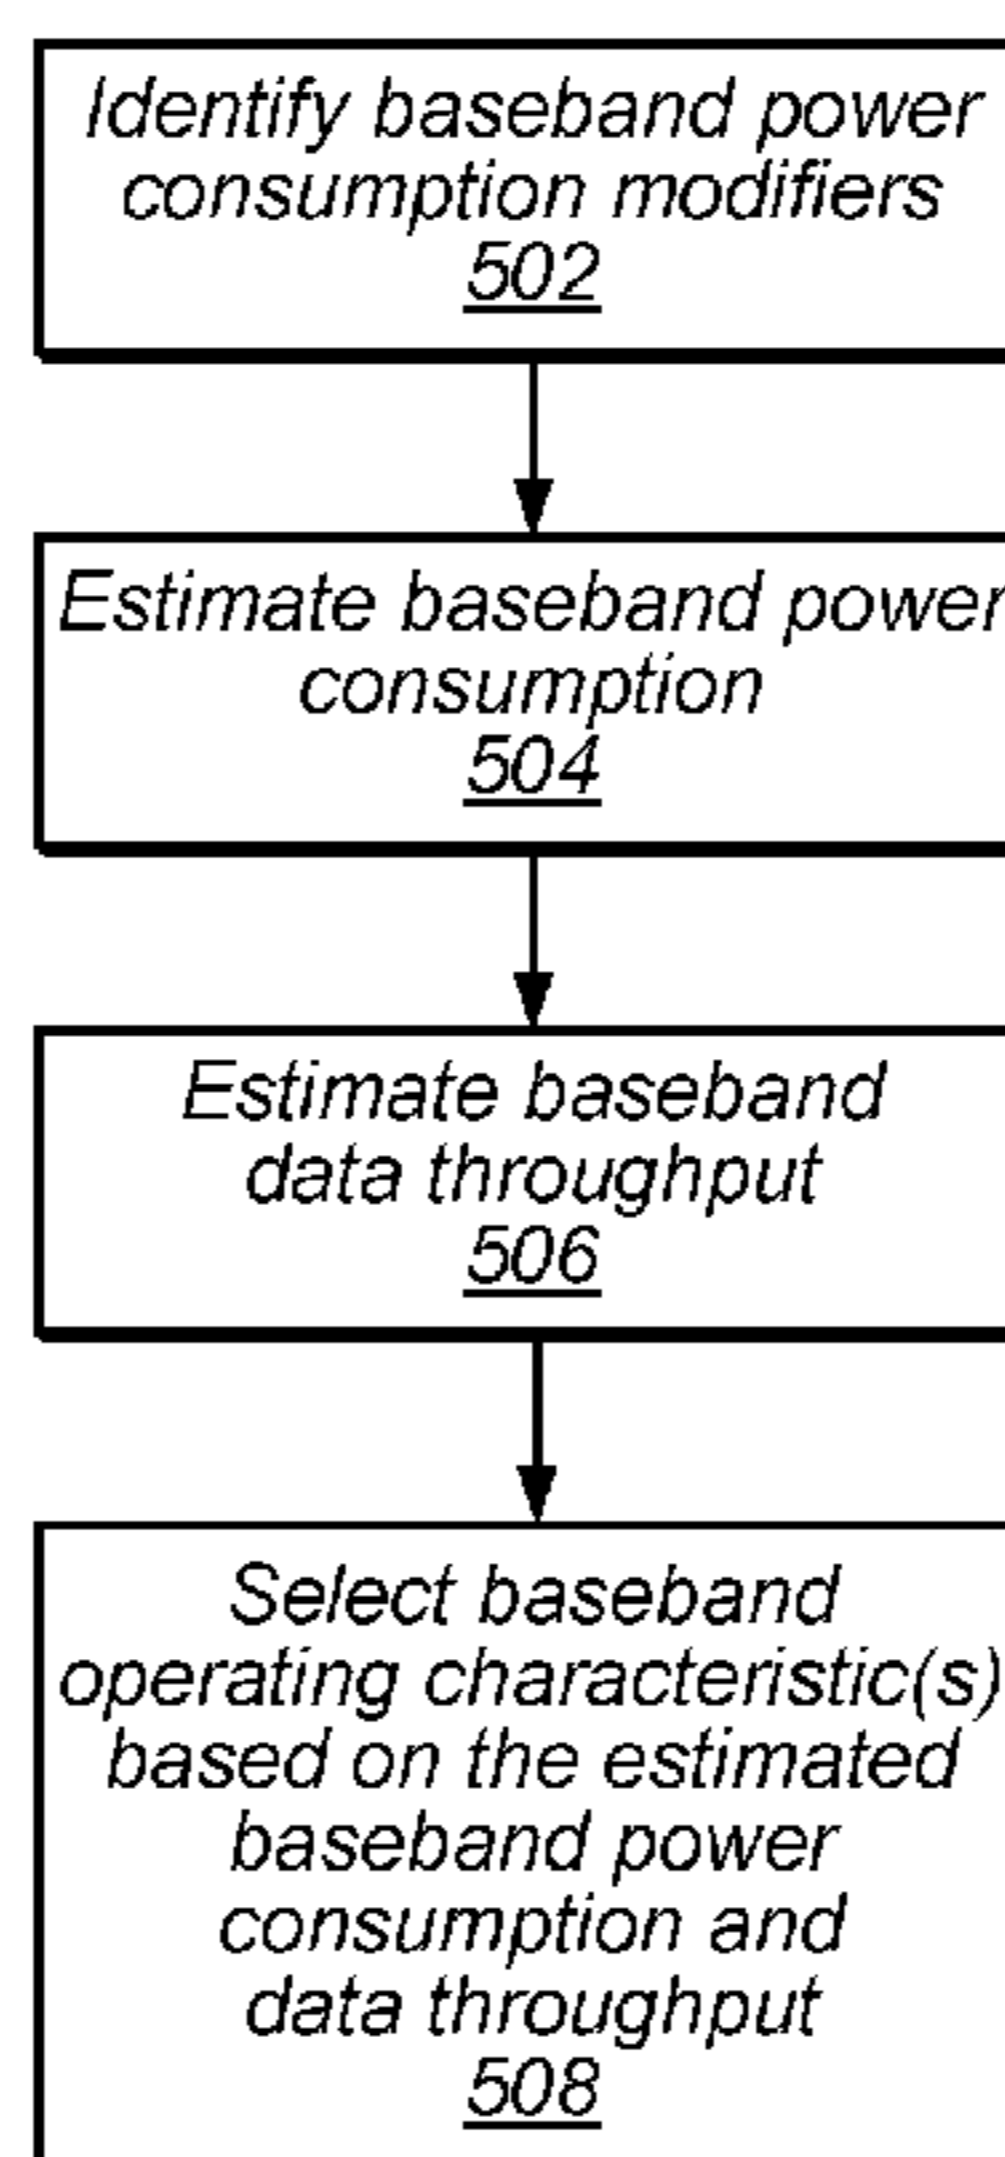 Identify baseband power
consumption modifiers
502
Estimate baseband power
consumption
504
Estimate baseband
data throughput
506
Select baseband
operating characteristic(s)
based on the estimated
baseband power
consumption and
data throughput
508